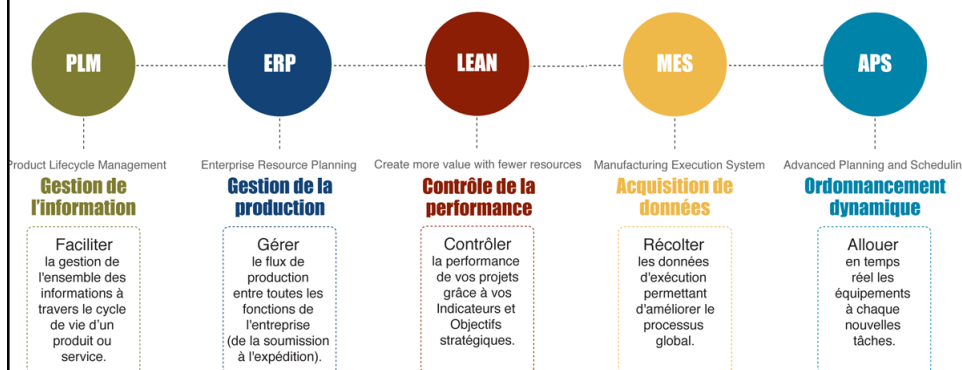 PLM
ERP
LEAN
MES
APS
Product Lifecycle Management
Gestion de
l'information
Faciliter
la gestion de
l'ensemble des
informations à
travers le cycle
de vie d'un
produit ou
service.
Enterprise Resource Planning
Gestion de la
production
Gérer
le flux de
production
entre toutes les
fonctions de
l'entreprise
(de la soumission
à l'expédition).
Create more value with fewer resources
Contrôle de la
performance
Contrôler
la performance
de vos projets
grâce à vos
Indicateurs et
Objectifs
stratégiques.
Manufacturing Execution System
Acquisition de
données
Récolter
les données
d'exécution
permettant
d'améliorer le
processus
global.
Advanced Planning and Schedulin
Ordonnancement
dynamique
Allouer
en temps
réel les
équipements
à chaque
nouvelles
tâches.